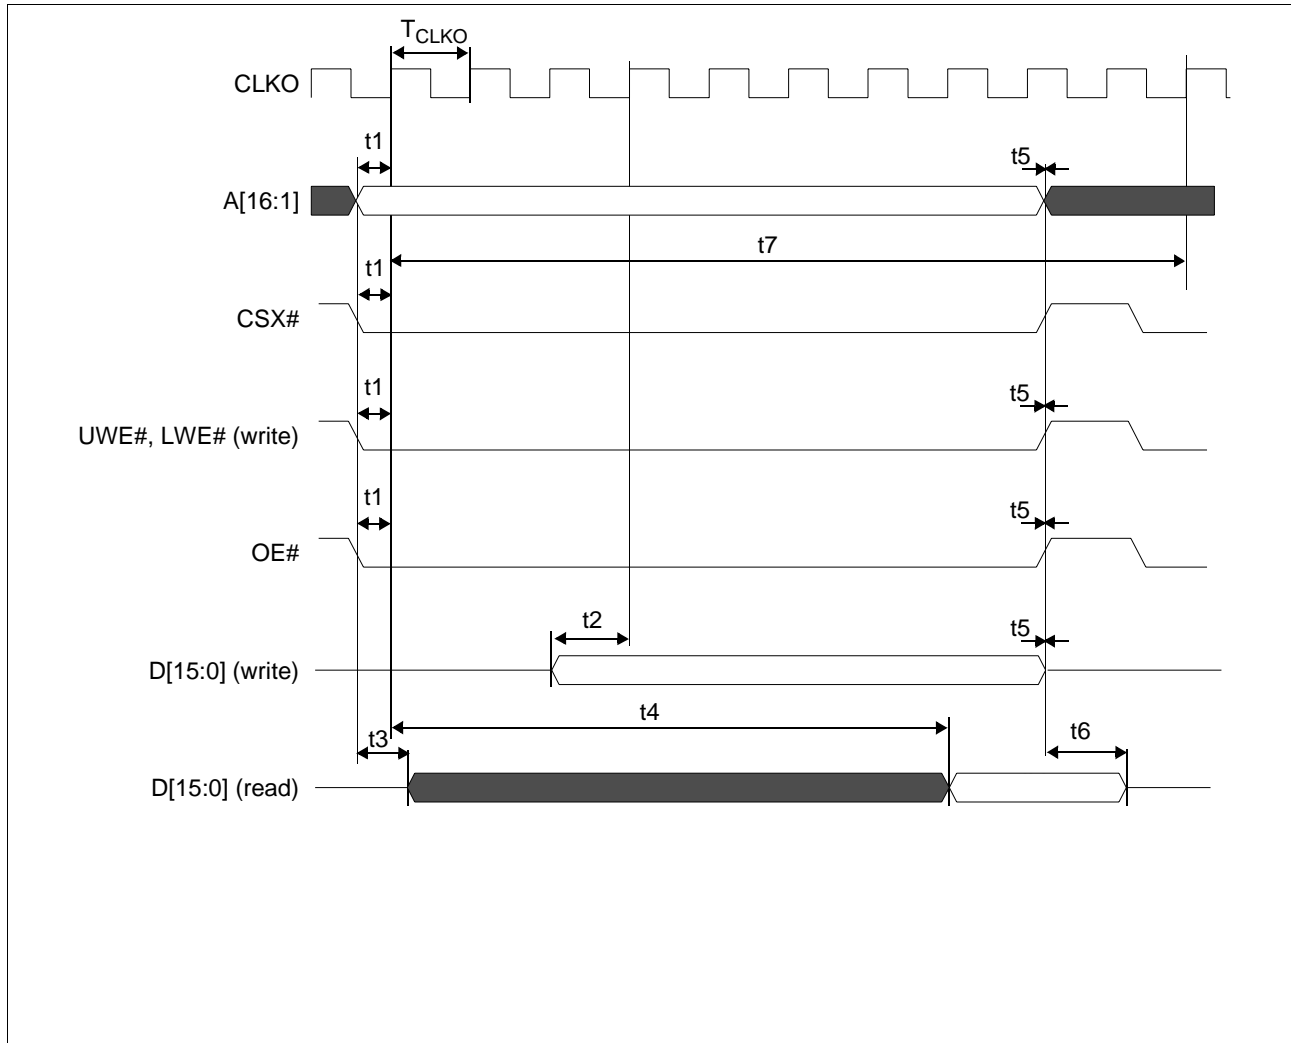 TCLKO
CLKO
t1
t5
A[16:1]
t7
t1
CSX#
t1
t5
UWE#, LWE# (write)
t1
t5
OE#
t2
t5
D[15:0] (write)
t4
t3
t6
D[15:0] (read)